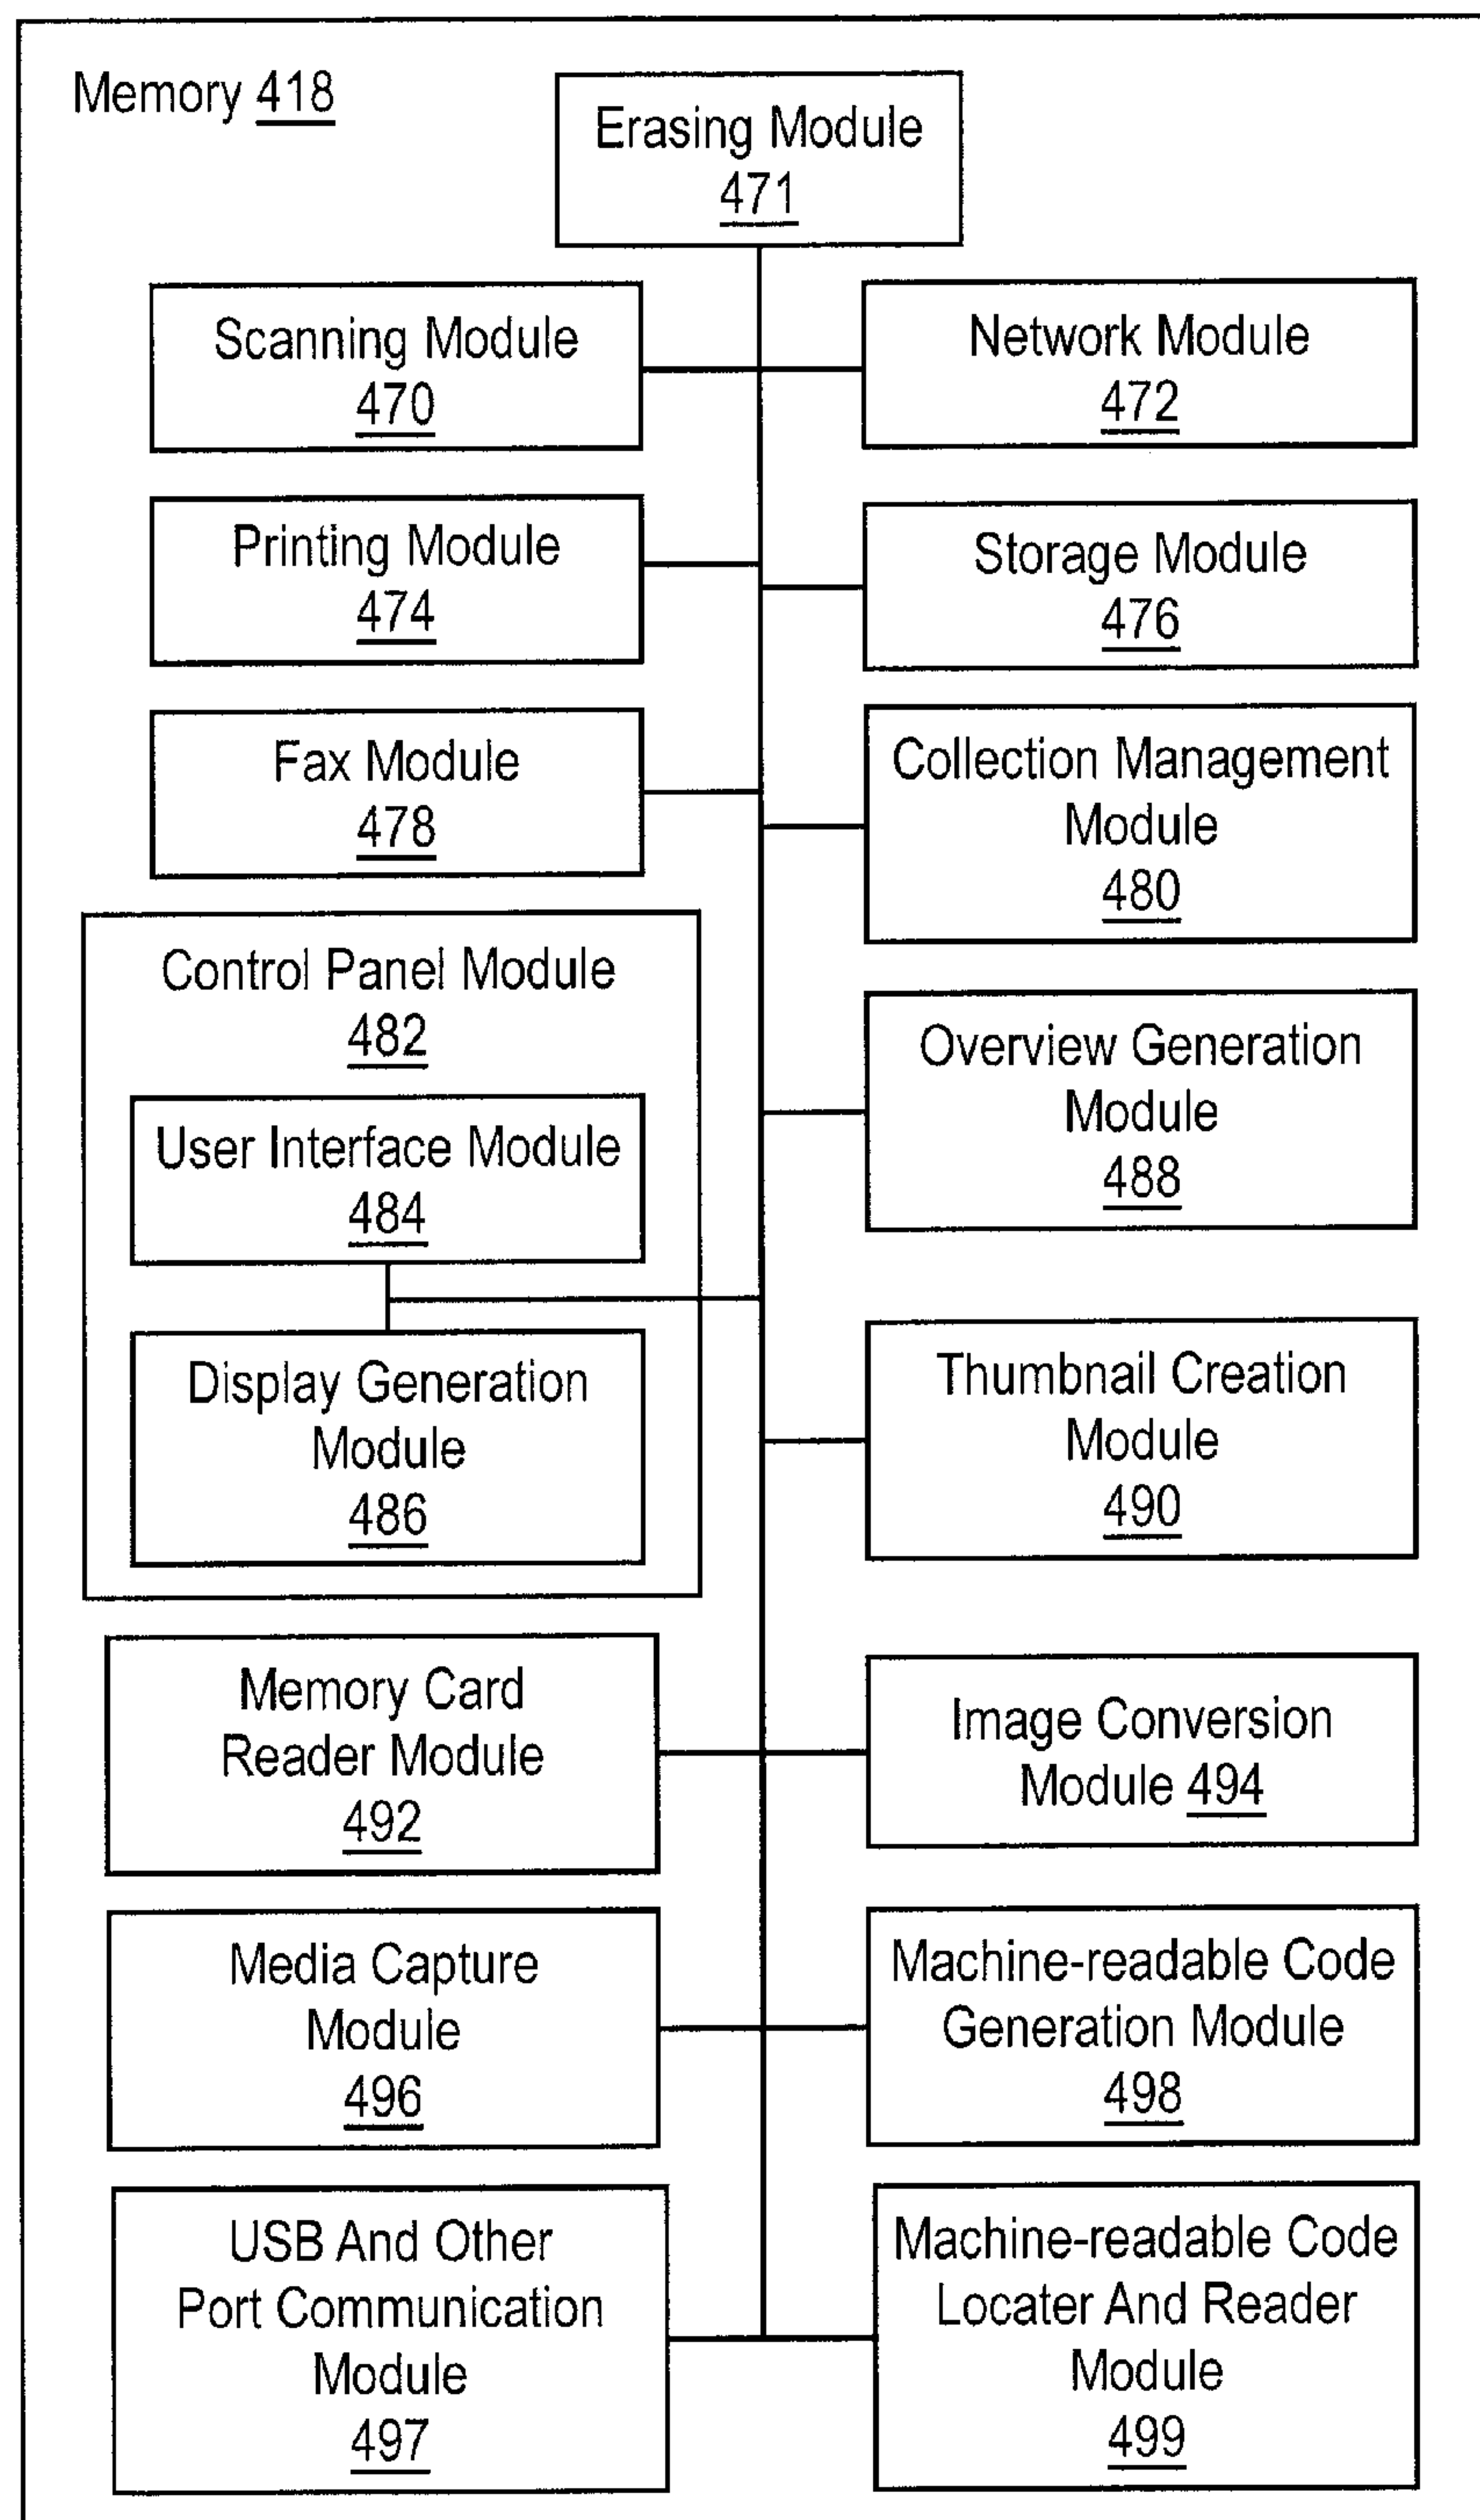 Memory 418
Erasing Module
471
Scanning Module
470
Network Module
472
Printing Module
474
Storage Module
476
Fax Module
478
Collection Management
Module
480
Control Panel Module
482
User Interface Module
484
Display Generation
Module
486
Overview Generation
Module
488
Thumbnail Creation
Module
490
Memory Card
Reader Module
492
Image Conversion
Module 494
Media Capture
Module
496
Machine-readable Code
Generation Module
498
USB And Other
Port Communication
Module
497
Machine-readable Code
Locater And Reader
Module
499